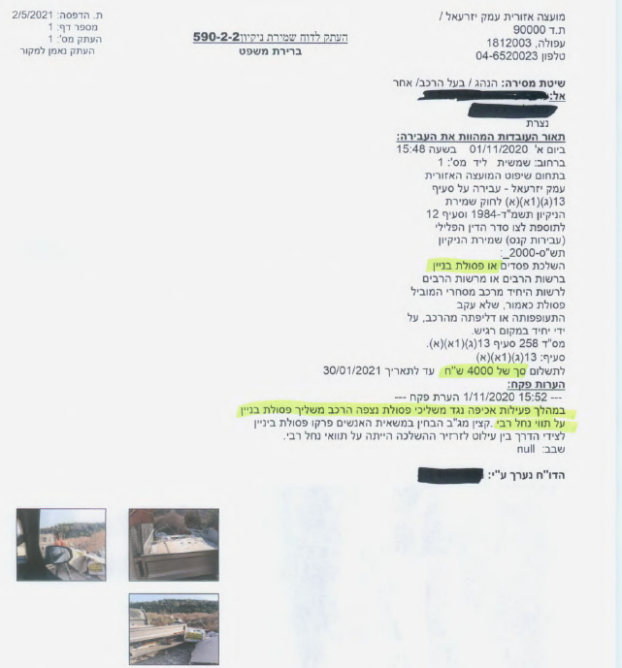 ת. הדפסה: 2/5/2021
מספר דף: 1
העתק מס': 1
העתק נאמן למקור
העתק לדוח שמירת ניקיון 590-2-2
ברירת משפט
מועצה אזורית עמק יזרעאל /
ת.ד 90000
עפולה, 1812003
טלפון 04-6520023
שיטת מסירה: הנהג / בעל הרכב/ אחר
אל:
נצרת
תאור העובדות המהוות את העבירה:
ביום א' 01/11/2020 בשעה 15:48
ברחוב: שמשית ליד מס': 1
בתחום שיפוט המועצה האזורית
עמק יזרעאל - עבירה על סעיף
13(ג)(1א)(א) לחוק שמירת
הניקיון תשמ"ד-1984 וסעיף 12
לתוספת לצו סדר הדין הפלילי
(עבירות קנס) שמירת הניקיון
תש"ס-2000_:
השלכת פסדים או פסולת בניין
ברשות הרבים או מרשות הרבים
לרשות היחיד מרכב מסחרי המוביל
פסולת כאמור, שלא עקב
התעופפותה או דליפתה מהרכב, על
ידי יחיד במקום רגיש.
מס"ד 258 סעיף 13(ג)(1א)(א).
סעיף: 13(ג)(1א)(א)
לתשלום סך של 4000 ש"ח עד לתאריך 30/01/2021
הערות פקח:
--- 1/11/2020 15:52 הערת פקח ---
במהלך פעילות אכיפה נגד משליכי פסולת נצפה הרכב משליך פסולת בניין
על תווי נחל רבי. קצין מג"ב הבחין במשאית האנשים פרקו פסולת ביניין
לצידי הדרך בין עילוט לזרזיר ההשלכה הייתה על תוואי נחל רבי.
שבב: null
הדו"ח נערך ע"י: